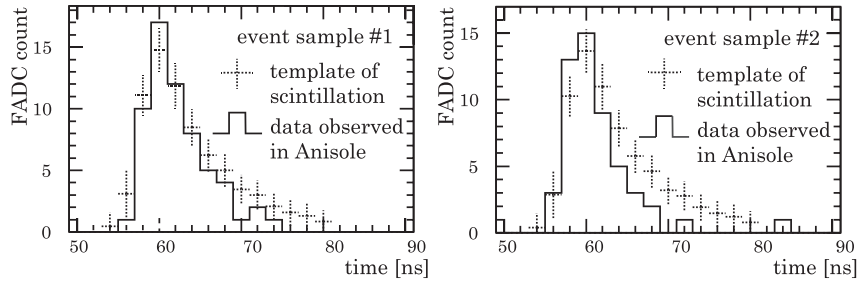 FADC count
15
10
5
0
event sample #1
template of
scintillation
data observed
in Anisole
50
60
70
80
90
time [ns]
FADC count
15
10
5
0
event sample #2
template of
scintillation
data observed
in Anisole
50
60
70
80
90
time [ns]